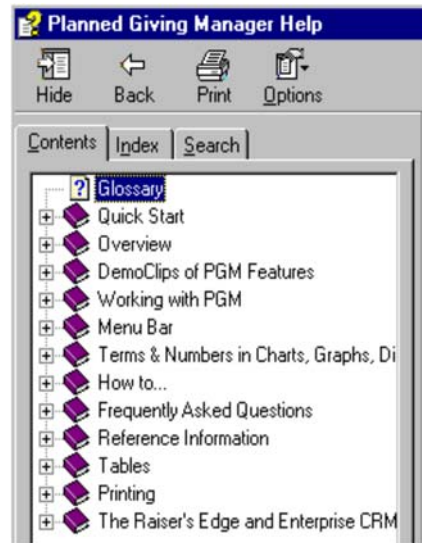 Planned Giving Manager Help
Hide Back Print Options
Contents Index Search
Glossary
Quick Start
Overview
DemoClips of PGM Features
Working with PGM
Menu Bar
Terms & Numbers in Charts, Graphs, Di
How to...
Frequently Asked Questions
Reference Information
Tables
Printing
The Raiser's Edge and Enterprise CRM